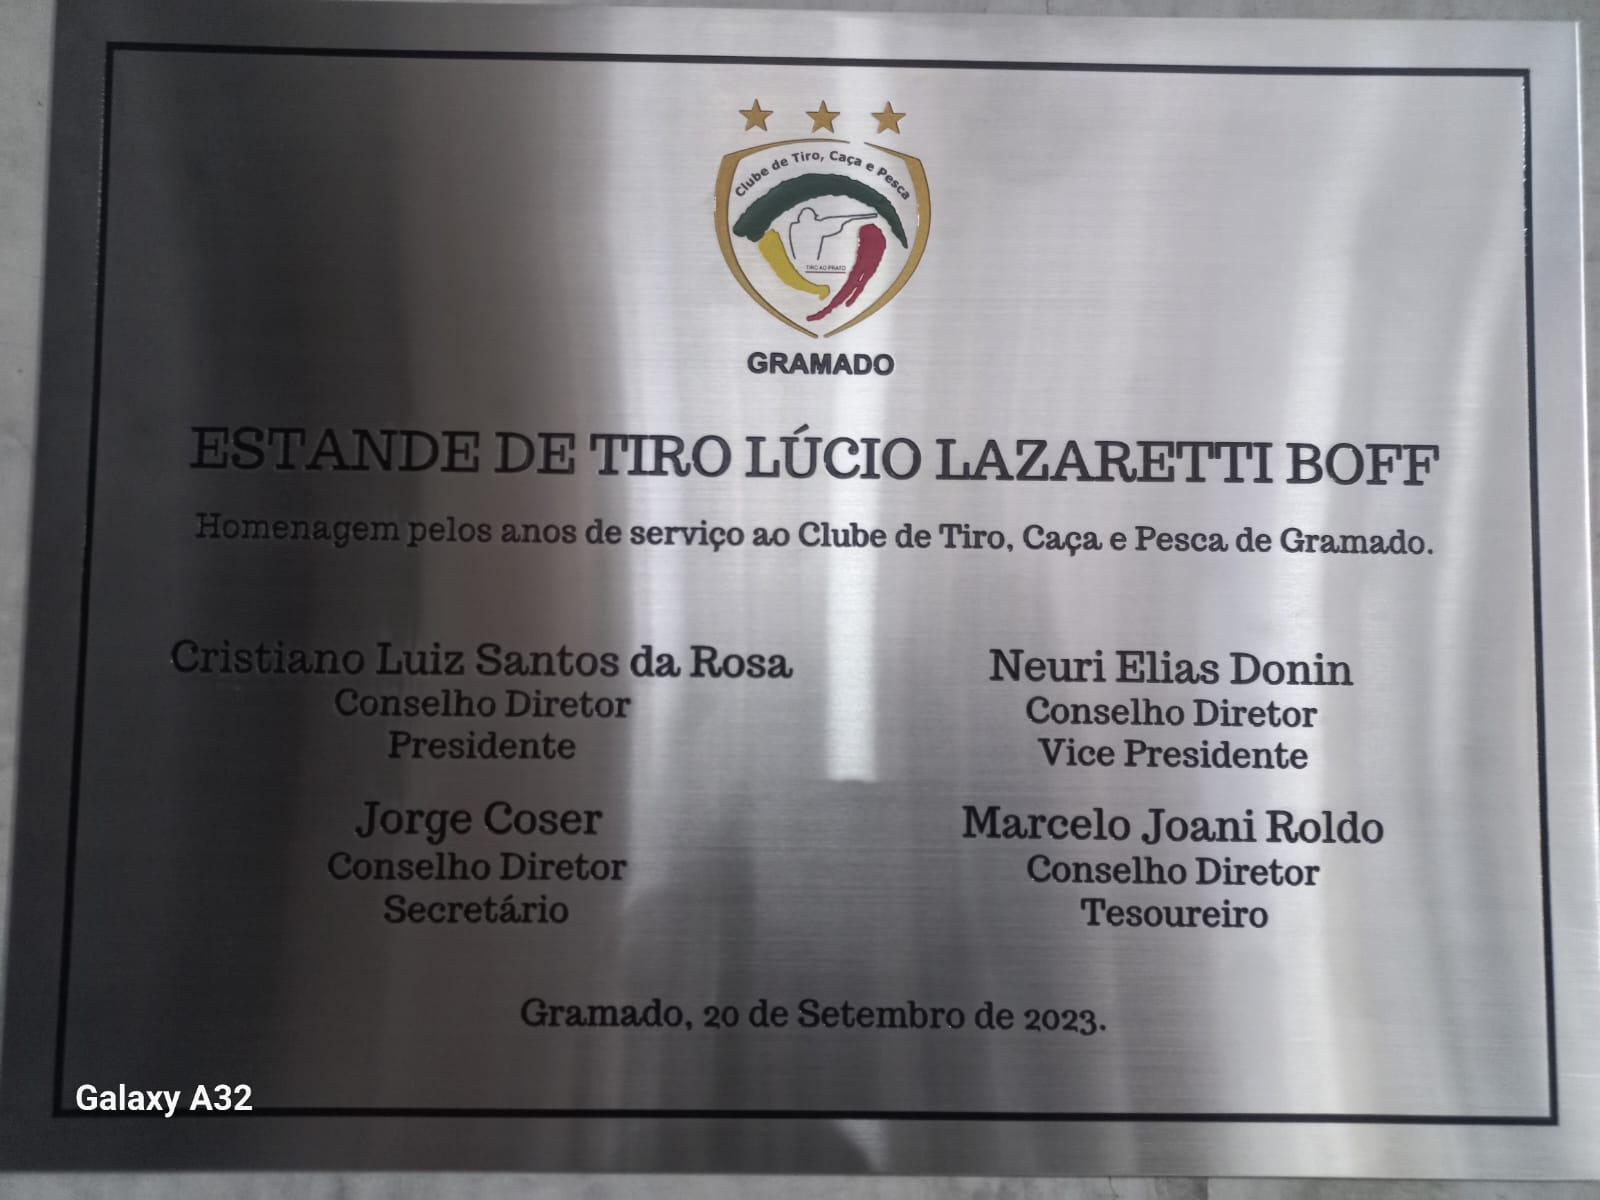 Clube de Tiro, Caça e Pesca
TIRO AO PRATO
GRAMADO
ESTANDE DE TIRO LÚCIO LAZARETTI BOFF
Homenagem pelos anos de serviço ao Clube de Tiro, Caça e Pesca de Gramado.
Cristiano Luiz Santos da Rosa
Conselho Diretor
Presidente
Neuri Elias Donin
Conselho Diretor
Vice Presidente
Jorge Coser
Conselho Diretor
Secretário
Marcelo Joani Roldo
Conselho Diretor
Tesoureiro
Gramado, 20 de Setembro de 2023.
Galaxy A32